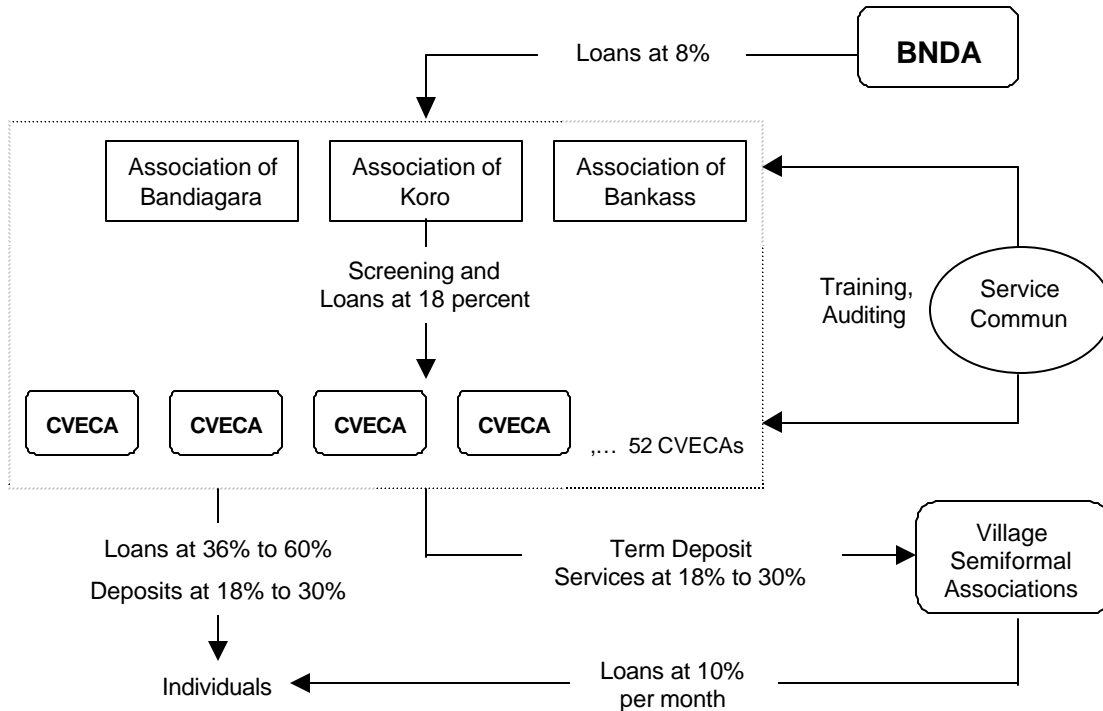 Loans at 8%
BNDA
Association of
Bandiagara
Association of
Koro
Association of
Bankass
Screening and
Loans at 18 percent
Training,
Auditing
Service
Commun
CVECA
CVECA
CVECA
CVECA
,... 52 CVECAs
Loans at 36% to 60%
Deposits at 18% to 30%
Term Deposit
Services at 18% to 30%
Village
Semiformal
Associations
Individuals
Loans at 10%
per month